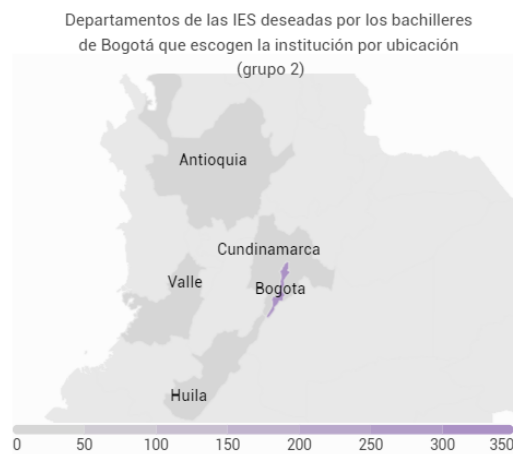 Departamentos de las IES deseadas por los bachilleres
de Bogotá que escogen la institución por ubicación
(grupo 2)
Antioquia
Cundinamarca
Valle
Bogota
Huila
0 50 100 150 200 250 300 350